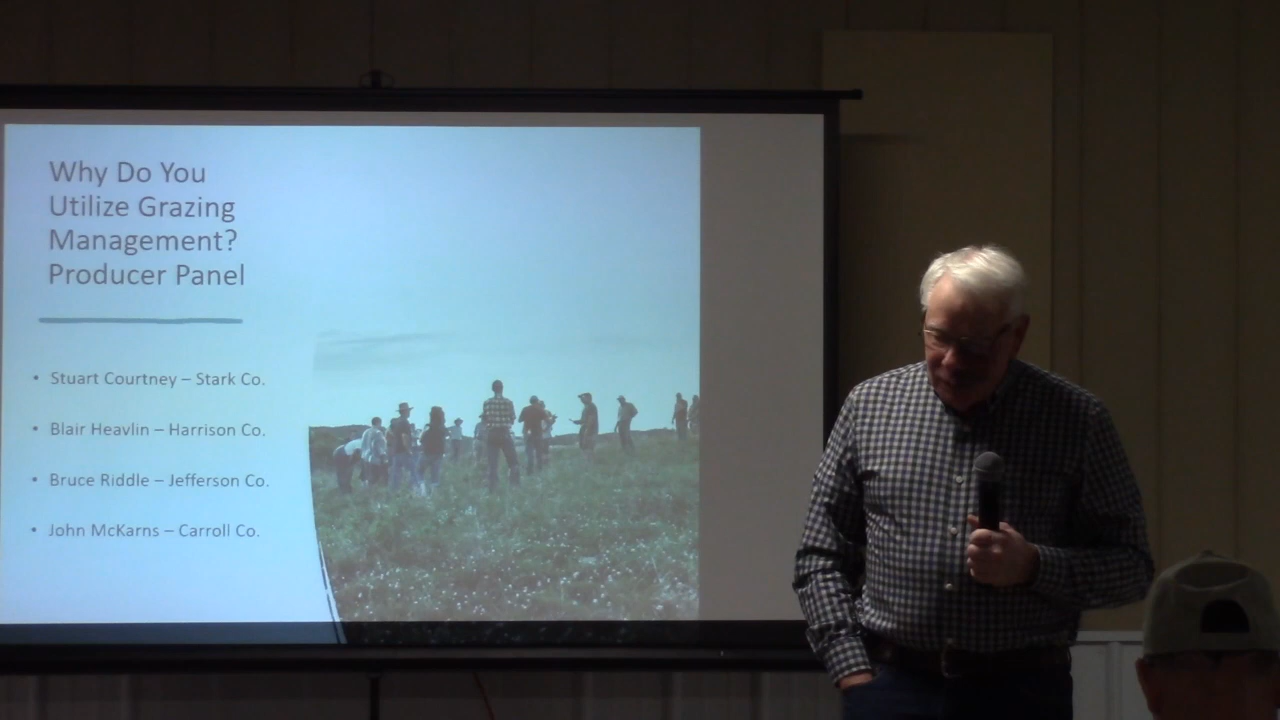 Why Do You
Utilize Grazing
Management?
Producer Panel
• Stuart Courtney – Stark Co.
• Blair Heavlin – Harrison Co.
• Bruce Riddle – Jefferson Co.
• John McKarns – Carroll Co.